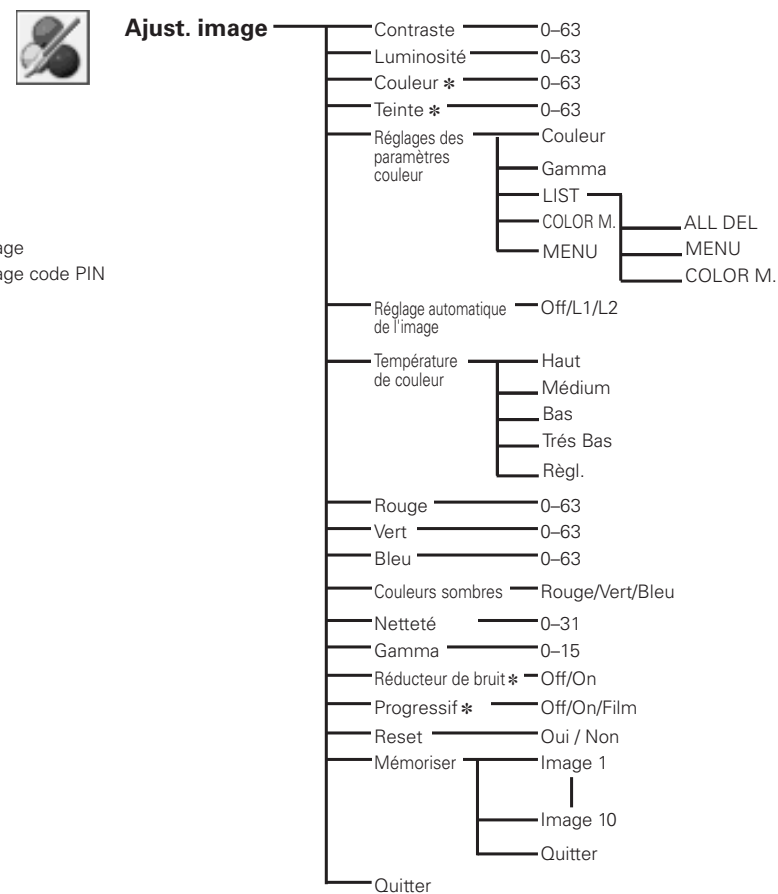 Ajust. image
Contraste 0–63
Luminosité 0–63
Couleur * 0–63
Teinte * 0–63
Réglages des
paramètres
couleur
Couleur
Gamma
LIST
COLOR M.
MENU
ALL DEL
MENU
COLOR M.
age
age code PIN
Réglage automatique
de l'image
Off/L1/L2
Température
de couleur
Haut
Médium
Bas
Trés Bas
Règl.
Rouge 0–63
Vert 0–63
Bleu 0–63
Couleurs sombres Rouge/Vert/Bleu
Netteté 0–31
Gamma 0–15
Réducteur de bruit * Off/On
Progressif * Off/On/Film
Reset Oui / Non
Mémoriser Image 1
Image 10
Quitter
Quitter